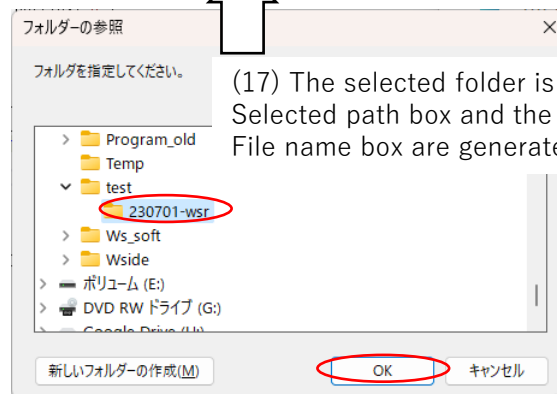 フォルダーの参照
フォルダを指定してください。
(17) The selected folder is
Selected path box and the
File name box are generate
Program_old
Temp
test
230701-wsr
Ws_soft
Wside
ボリューム (E:)
DVD RW ドライブ (G:)
Google Drive (H:)
新しいフォルダーの作成(M)
OK
キャンセル